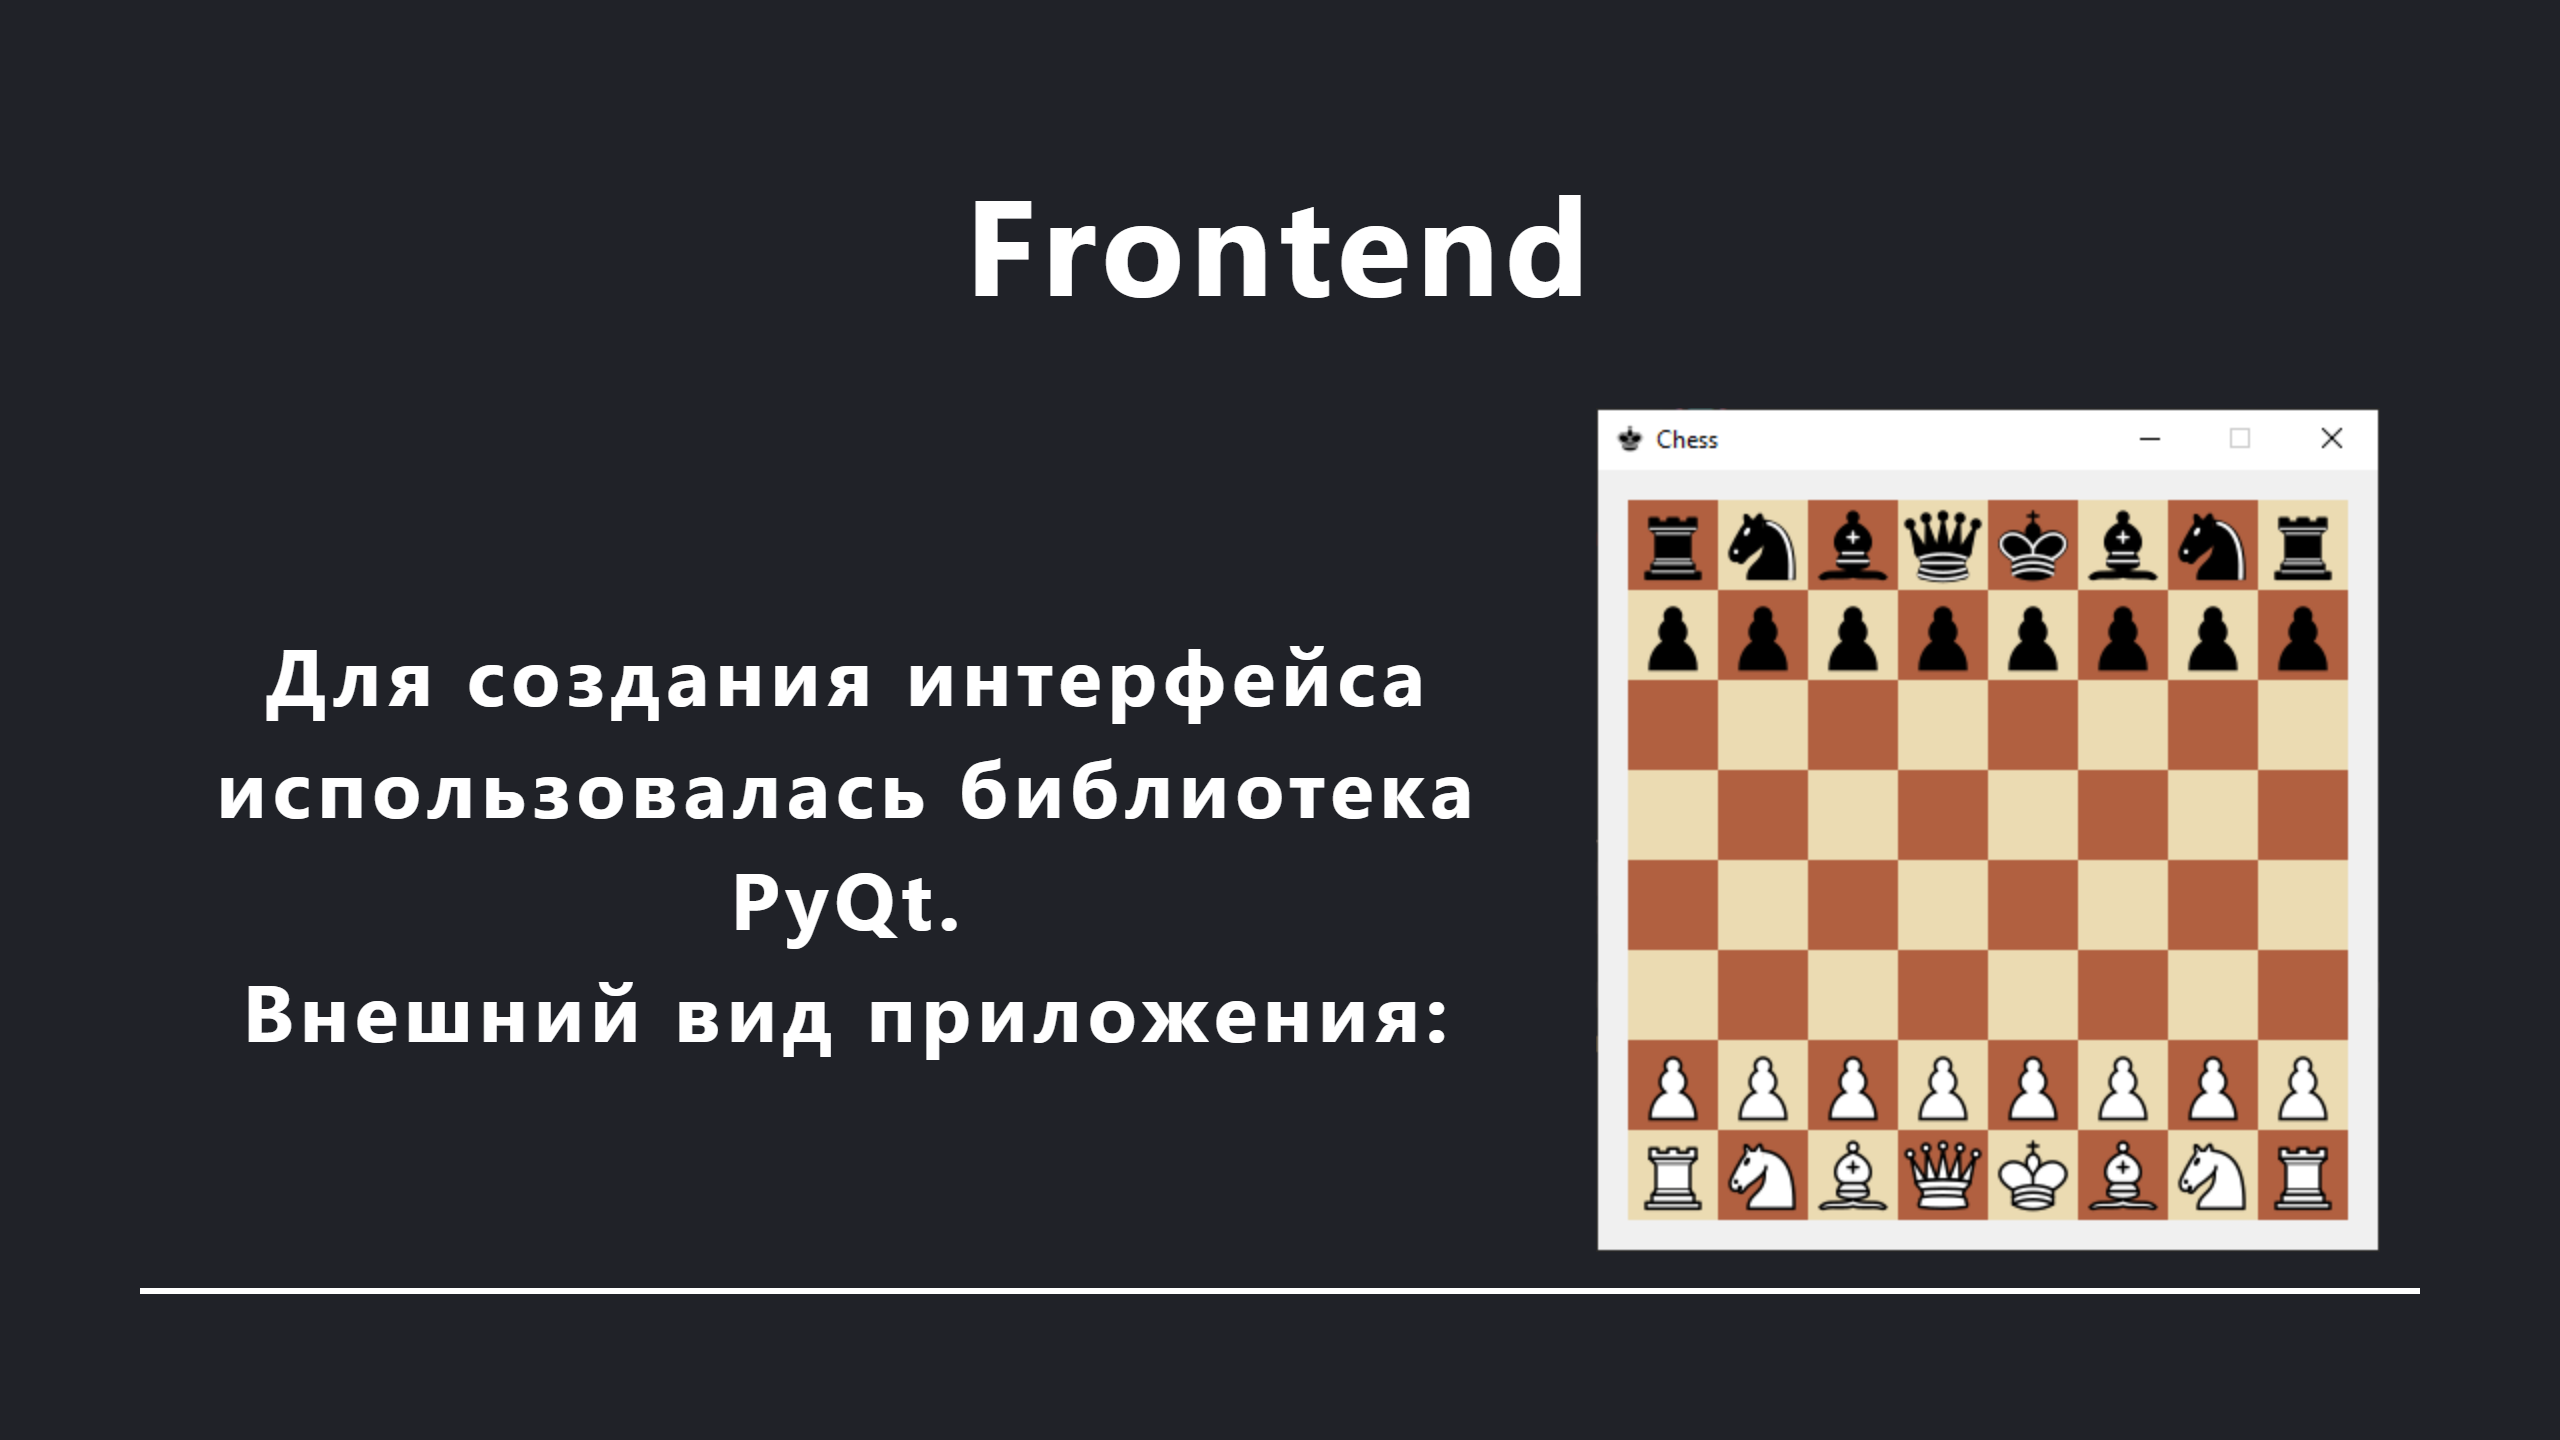 Frontend
Для создания интерфейса
использовалась библиотека
PyQt.
Внешний вид приложения:
Chess